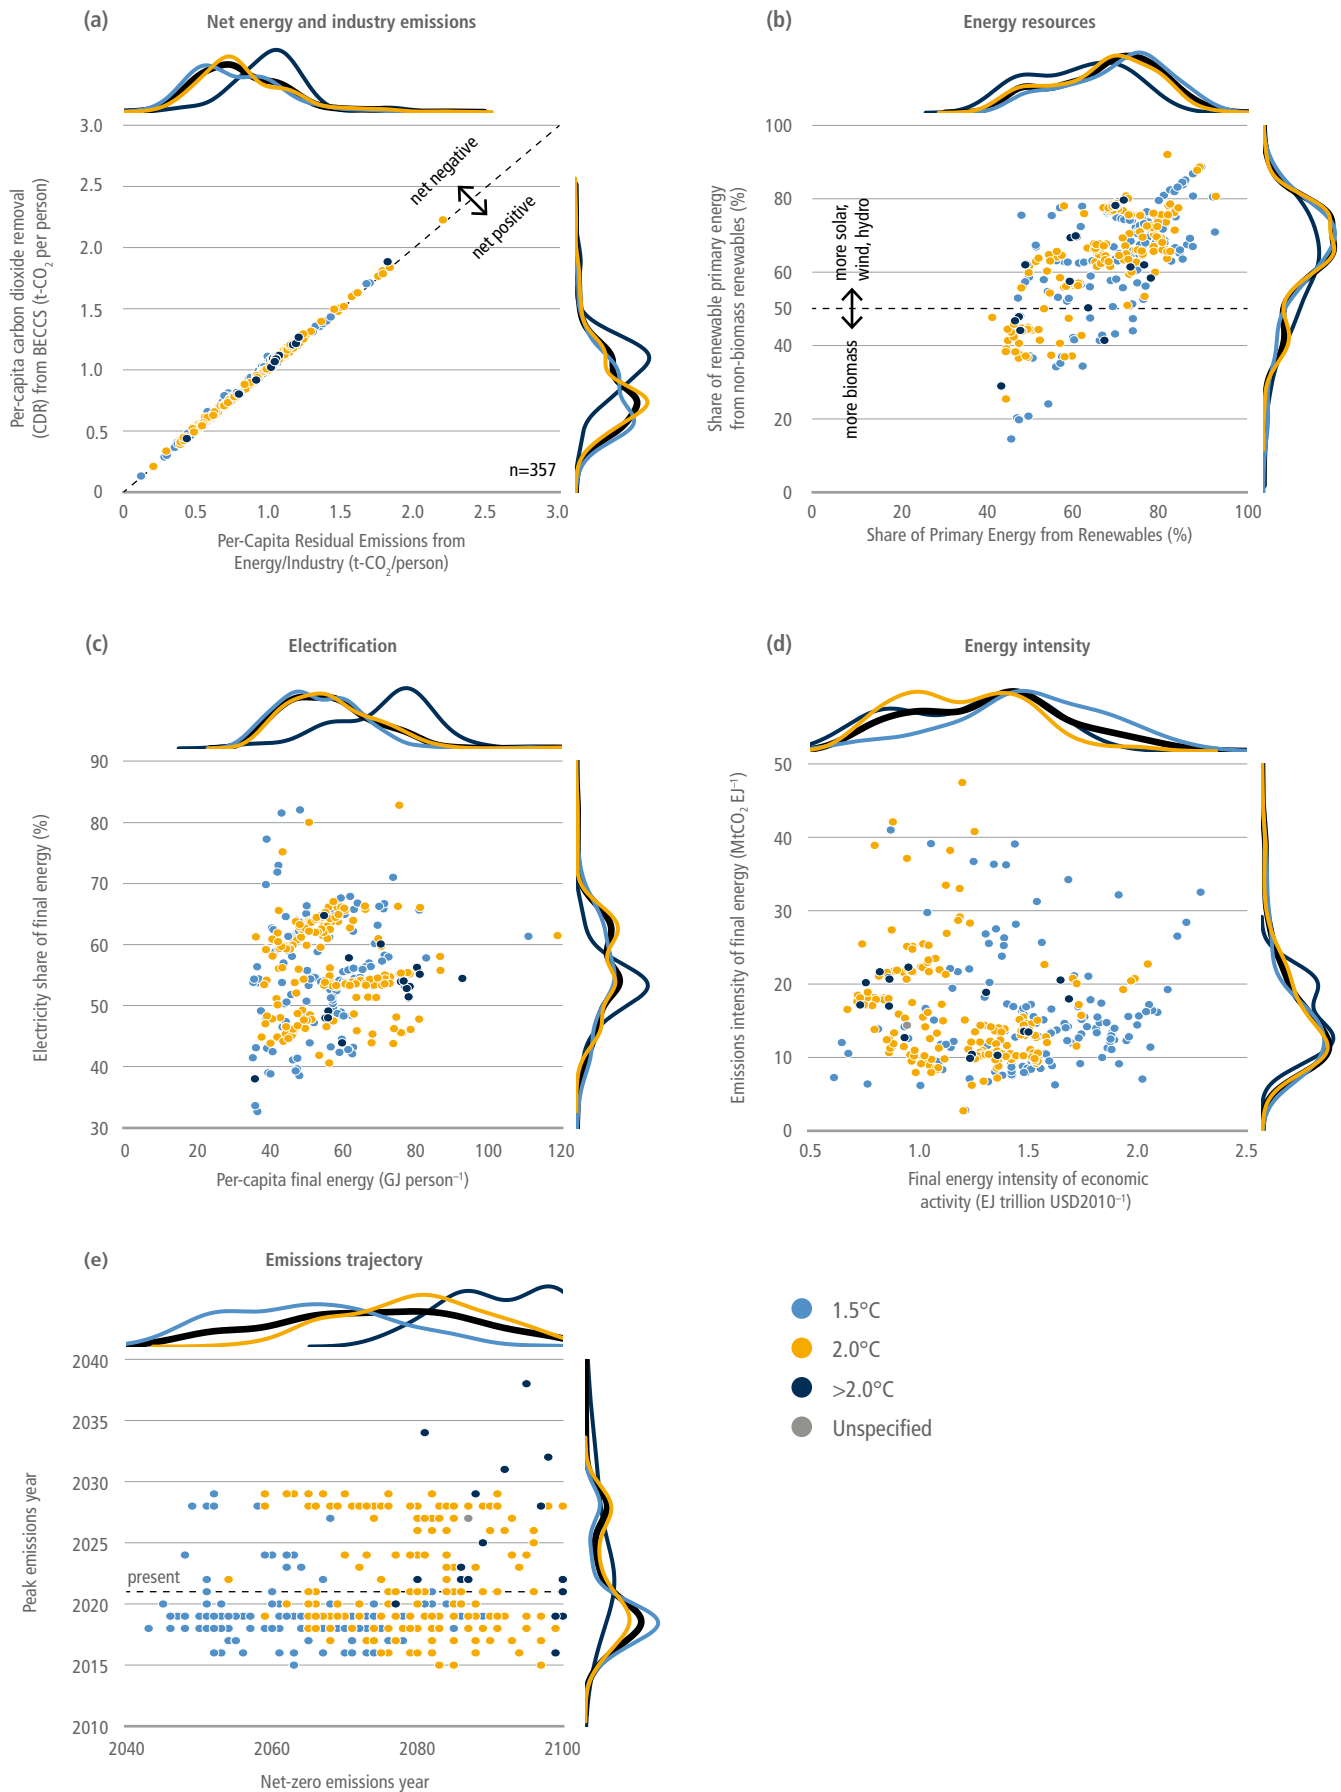 (a)
Net energy and industry emissions
3.0
2.5
2.0
1.5
1.0
0.5
0
Per-capita carbon dioxide removal
(CDR) from BECCS (t-CO₂ per person)
net negative
net positive
n=357
0 0.5 1.0 1.5 2.0 2.5 3.0
Per-Capita Residual Emissions from
Energy/Industry (t-CO₂/person)
(b)
Energy resources
100
80
60
40
20
0
Share of renewable primary energy
from non-biomass renewables (%)
more solar,
wind, hydro
more biomass
0 20 40 60 80 100
Share of Primary Energy from Renewables (%)
(c)
Electrification
90
80
70
60
50
40
30
Electricity share of final energy (%)
0 20 40 60 80 100 120
Per-capita final energy (GJ person⁻¹)
(d)
Energy intensity
50
40
30
20
10
0
Emissions intensity of final energy (MtCO₂ EJ⁻¹)
0.5 1.0 1.5 2.0 2.5
Final energy intensity of economic
activity (EJ trillion USD2010⁻¹)
(e)
Emissions trajectory
2040
2035
2030
2025
2020
2015
2010
Peak emissions year
present
2040 2060 2080 2100
Net-zero emissions year
1.5°C
2.0°C
>2.0°C
Unspecified